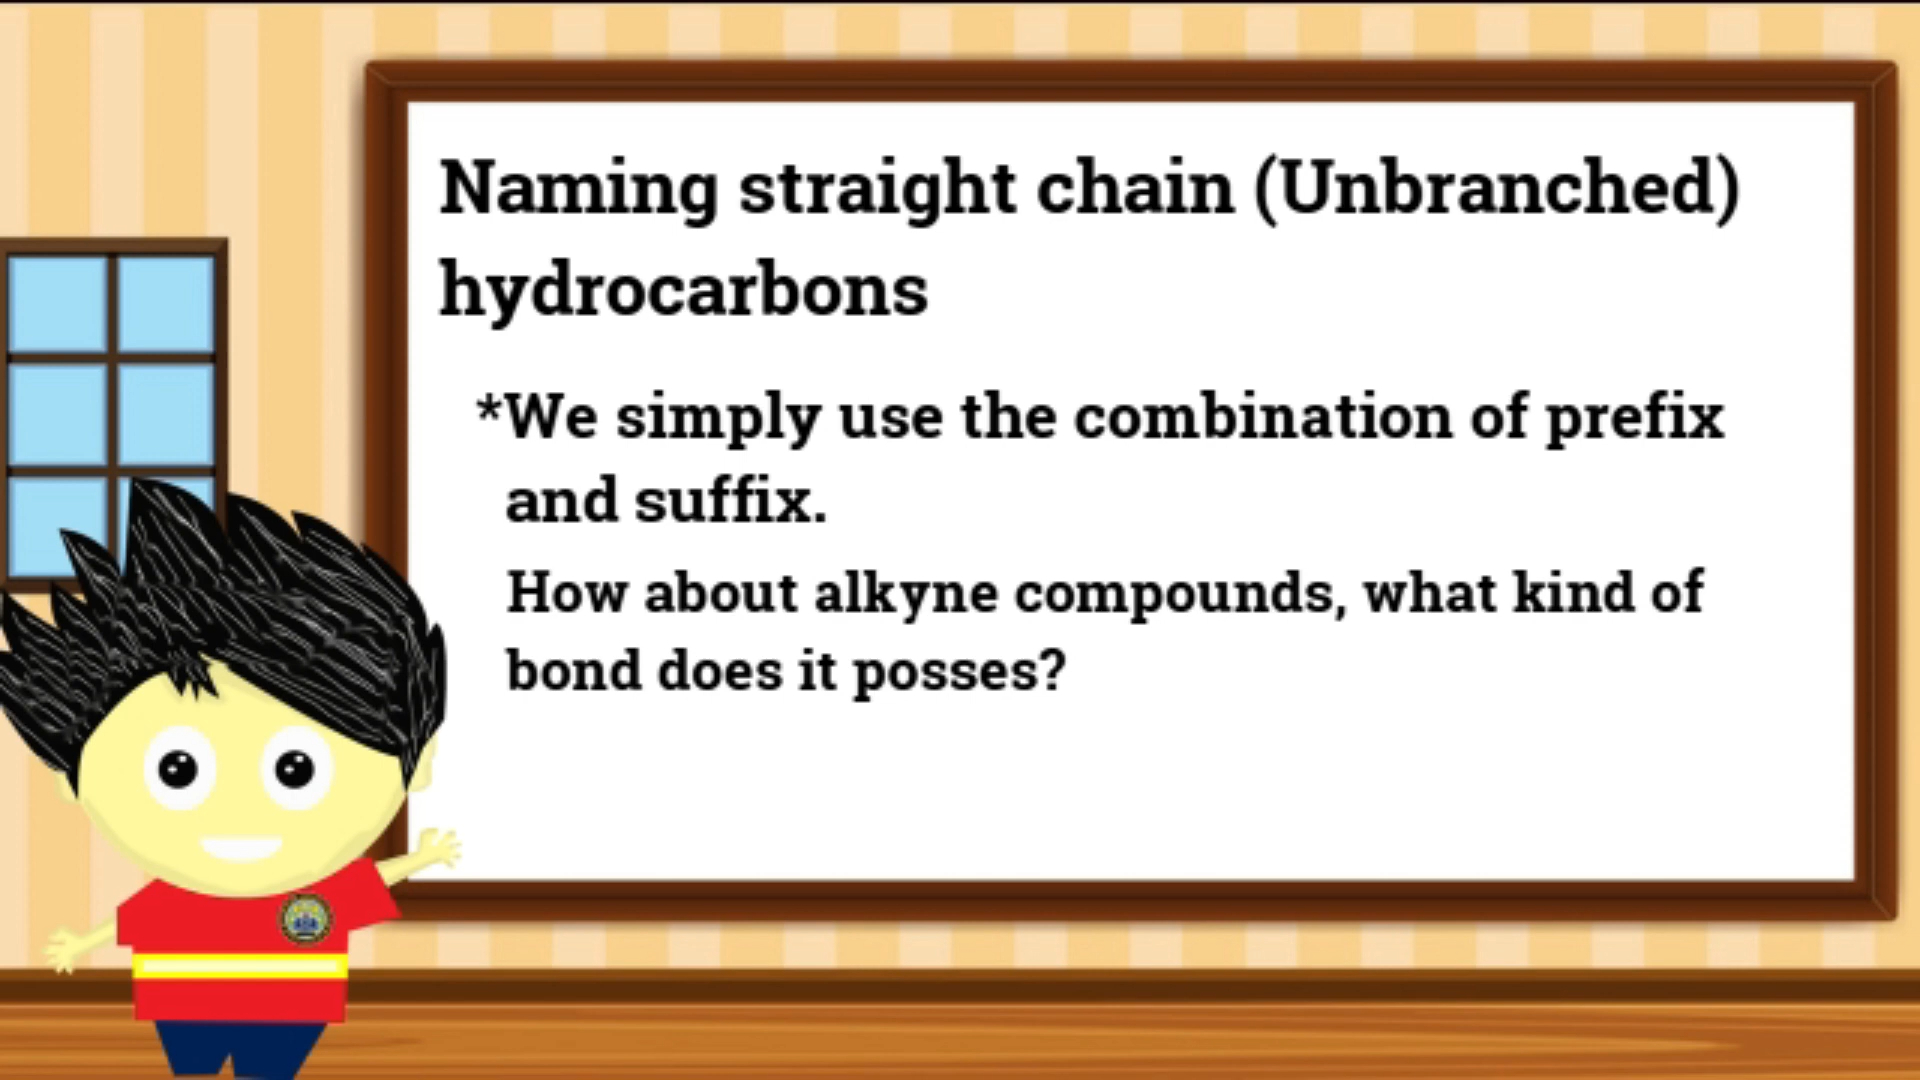 Naming straight chain (Unbranched)
hydrocarbons
*We simply use the combination of prefix
and suffix.
How about alkyne compounds, what kind of
bond does it posses?